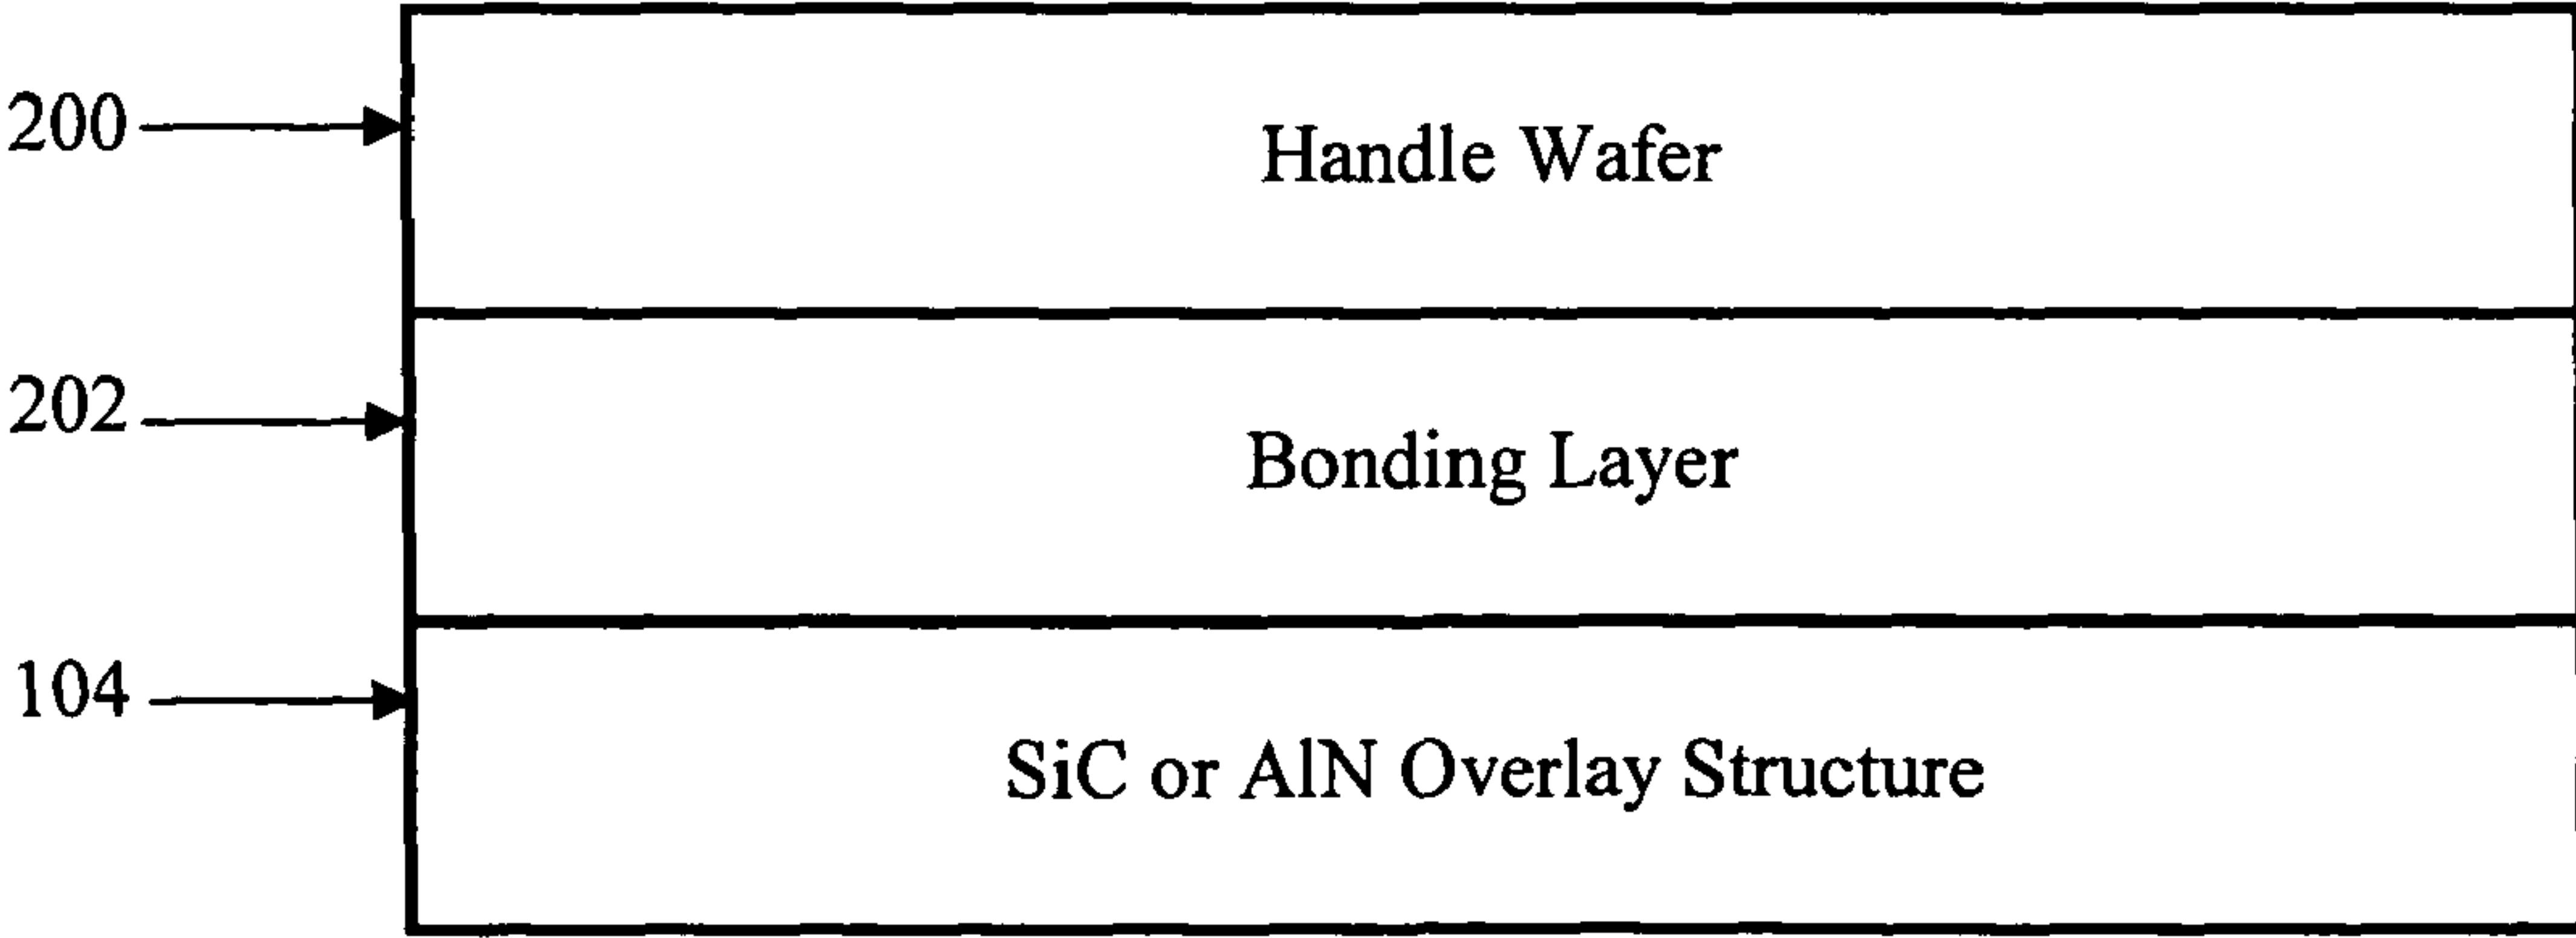 200
Handle Wafer
202
Bonding Layer
104
SiC or AlN Overlay Structure